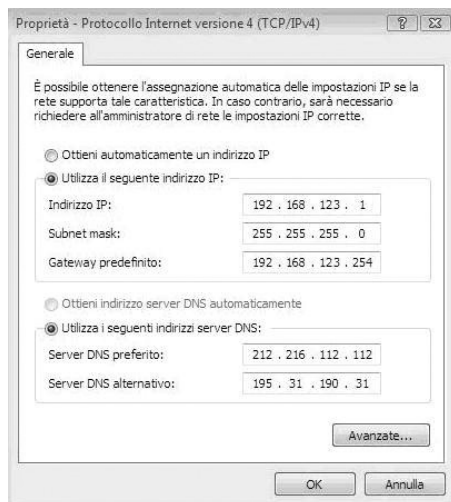 Proprietà - Protocollo Internet versione 4 (TCP/IPv4)
Generale
È possibile ottenere l'assegnazione automatica delle impostazioni IP se la
rete supporta tale caratteristica. In caso contrario, sarà necessario
richiedere all'amministratore di rete le impostazioni IP corrette.
Ottieni automaticamente un indirizzo IP
Utilizza il seguente indirizzo IP:
Indirizzo IP: 192 . 168 . 123 . 1
Subnet mask: 255 . 255 . 255 . 0
Gateway predefinito: 192 . 168 . 123 . 254
Ottieni indirizzo server DNS automaticamente
Utilizza i seguenti indirizzi server DNS:
Server DNS preferito: 212 . 216 . 112 . 112
Server DNS alternativo: 195 . 31 . 190 . 31
Avanzate...
OK Annulla